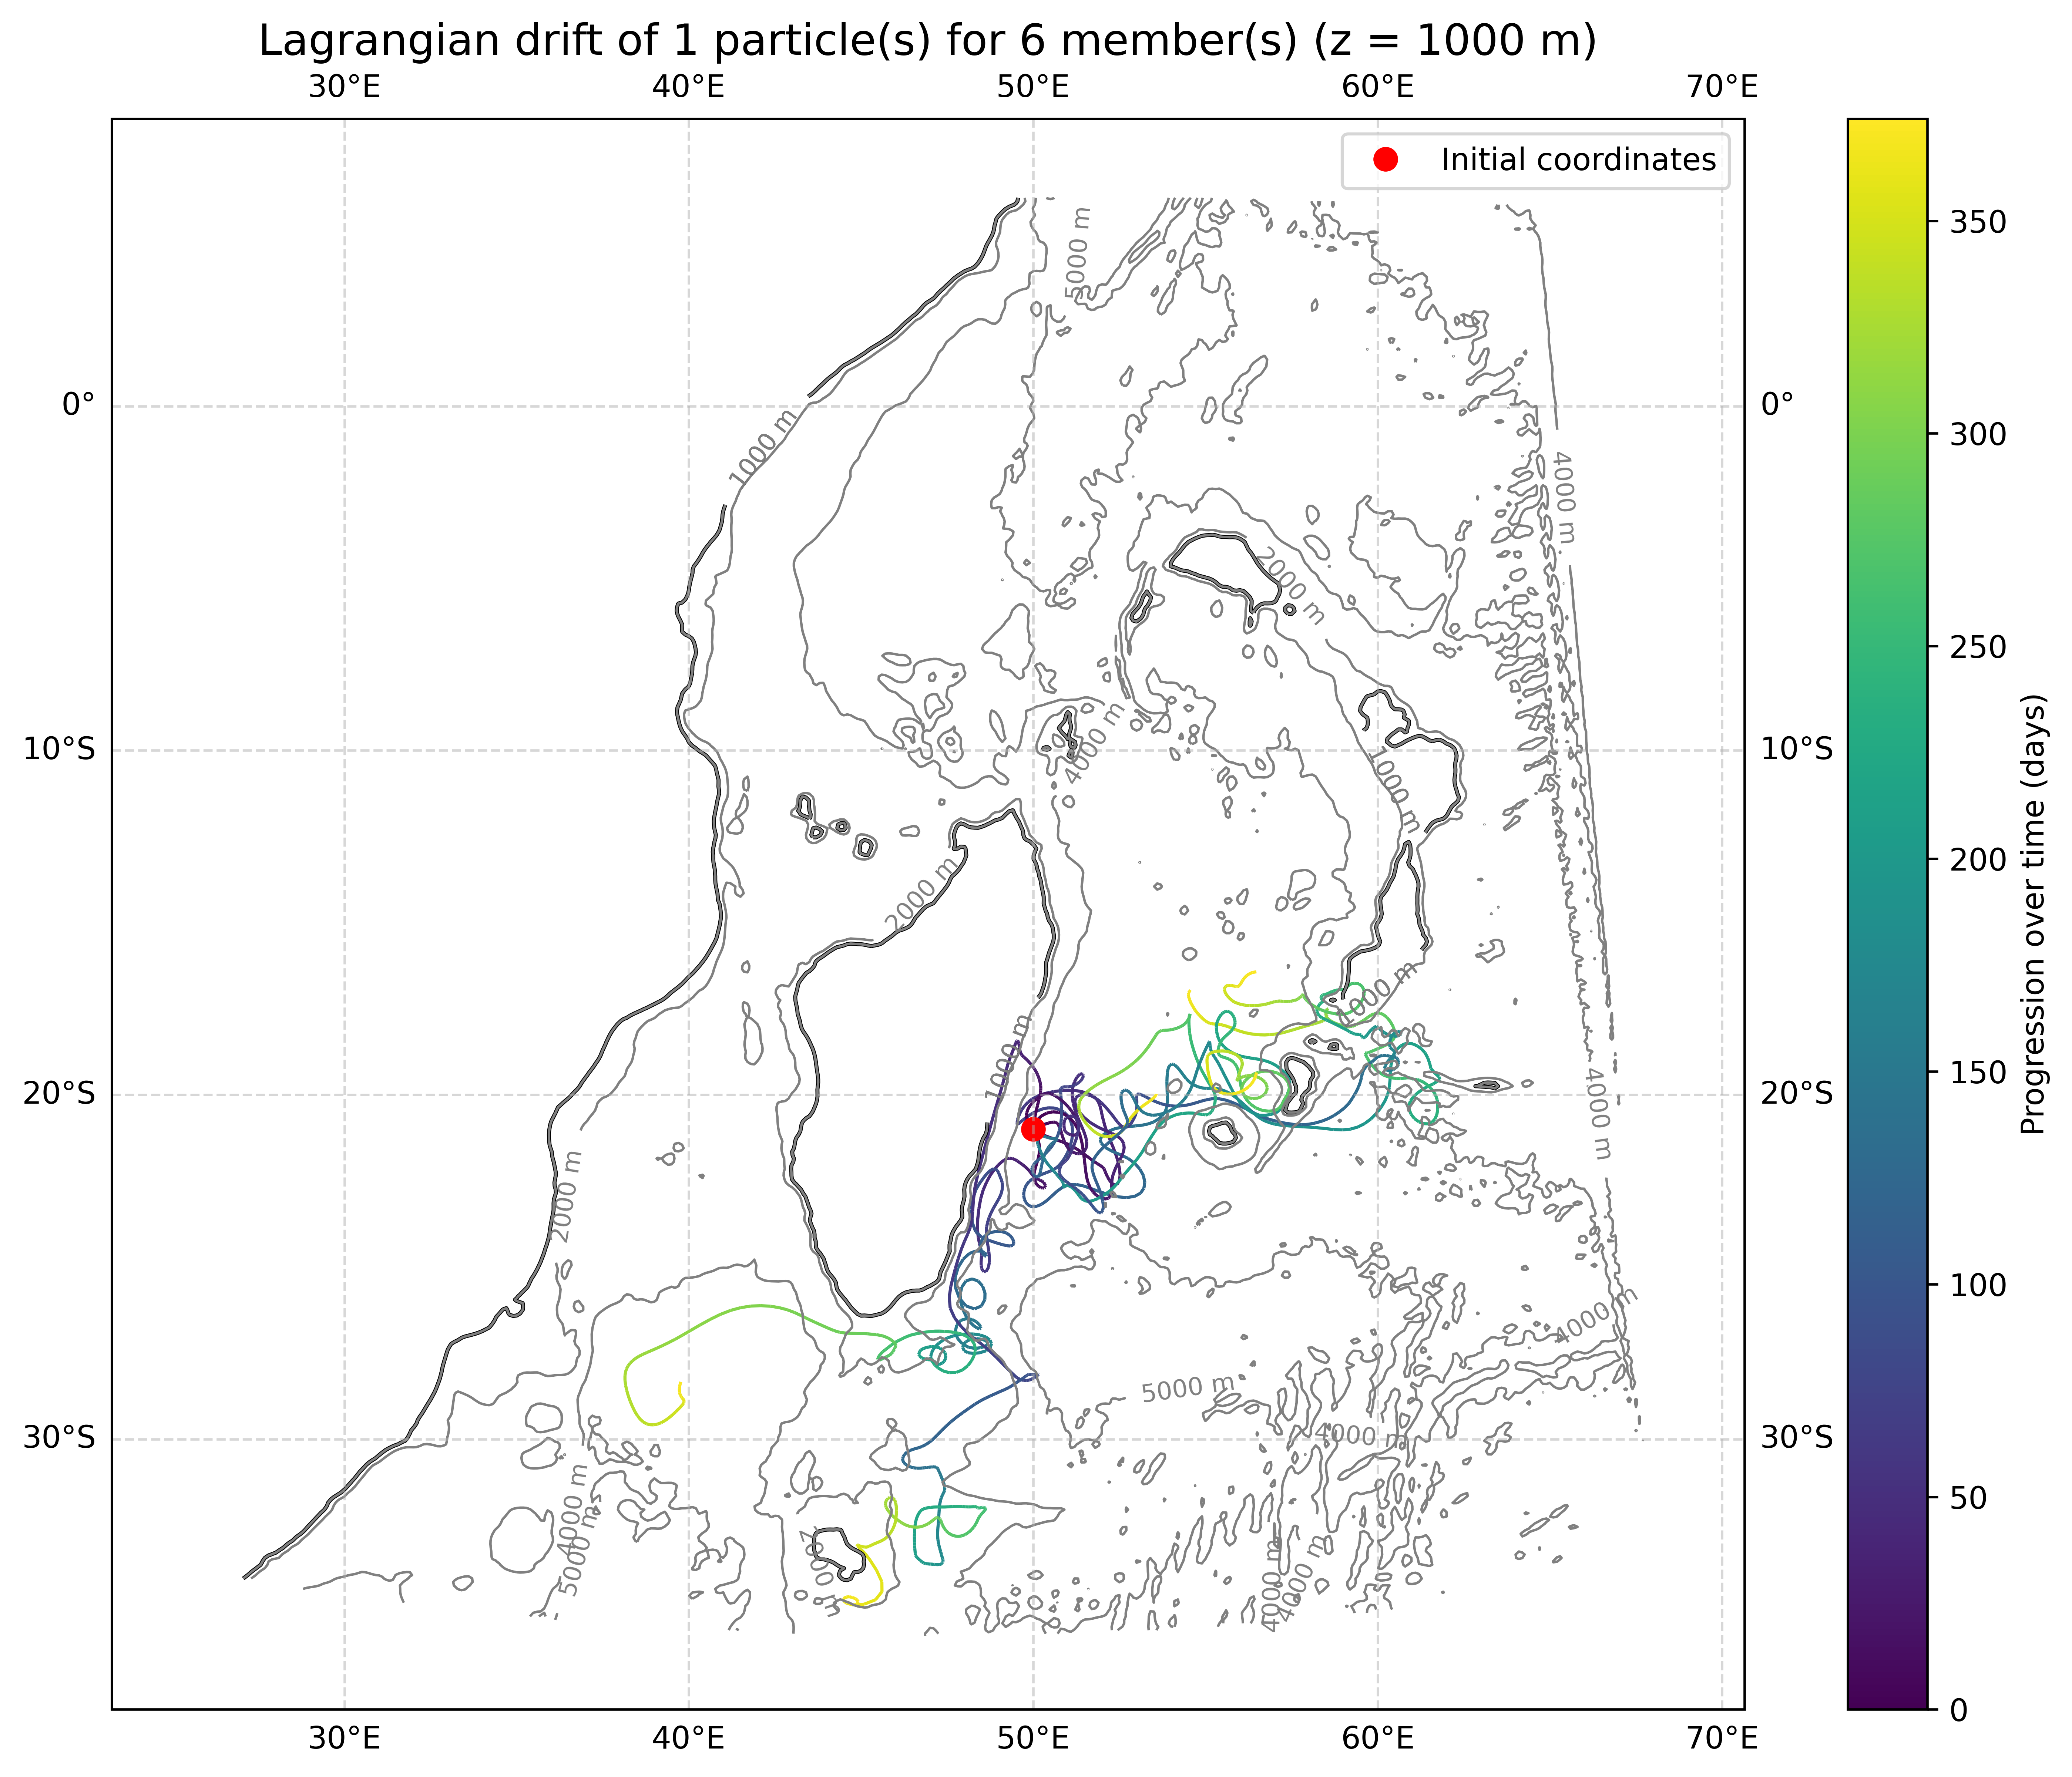 Lagrangian drift of 1 particle(s) for 6 member(s) (z = 1000 m)
30°E 40°E 50°E 60°E 70°E
Initial coordinates
5000 m
0° 0°
1000 m
4000 m
2000 m
10°S 10°S
4000 m
2000 m
1000 m
1000 m
20°S 20°S
4000 m
2000 m
4000 m
5000 m
30°S 30°S
4000 m
4000 m
5000 m
4000 m
4000 m
30°E 40°E 50°E 60°E 70°E
350
300
250
200
150
100
50
0
Progression over time (days)